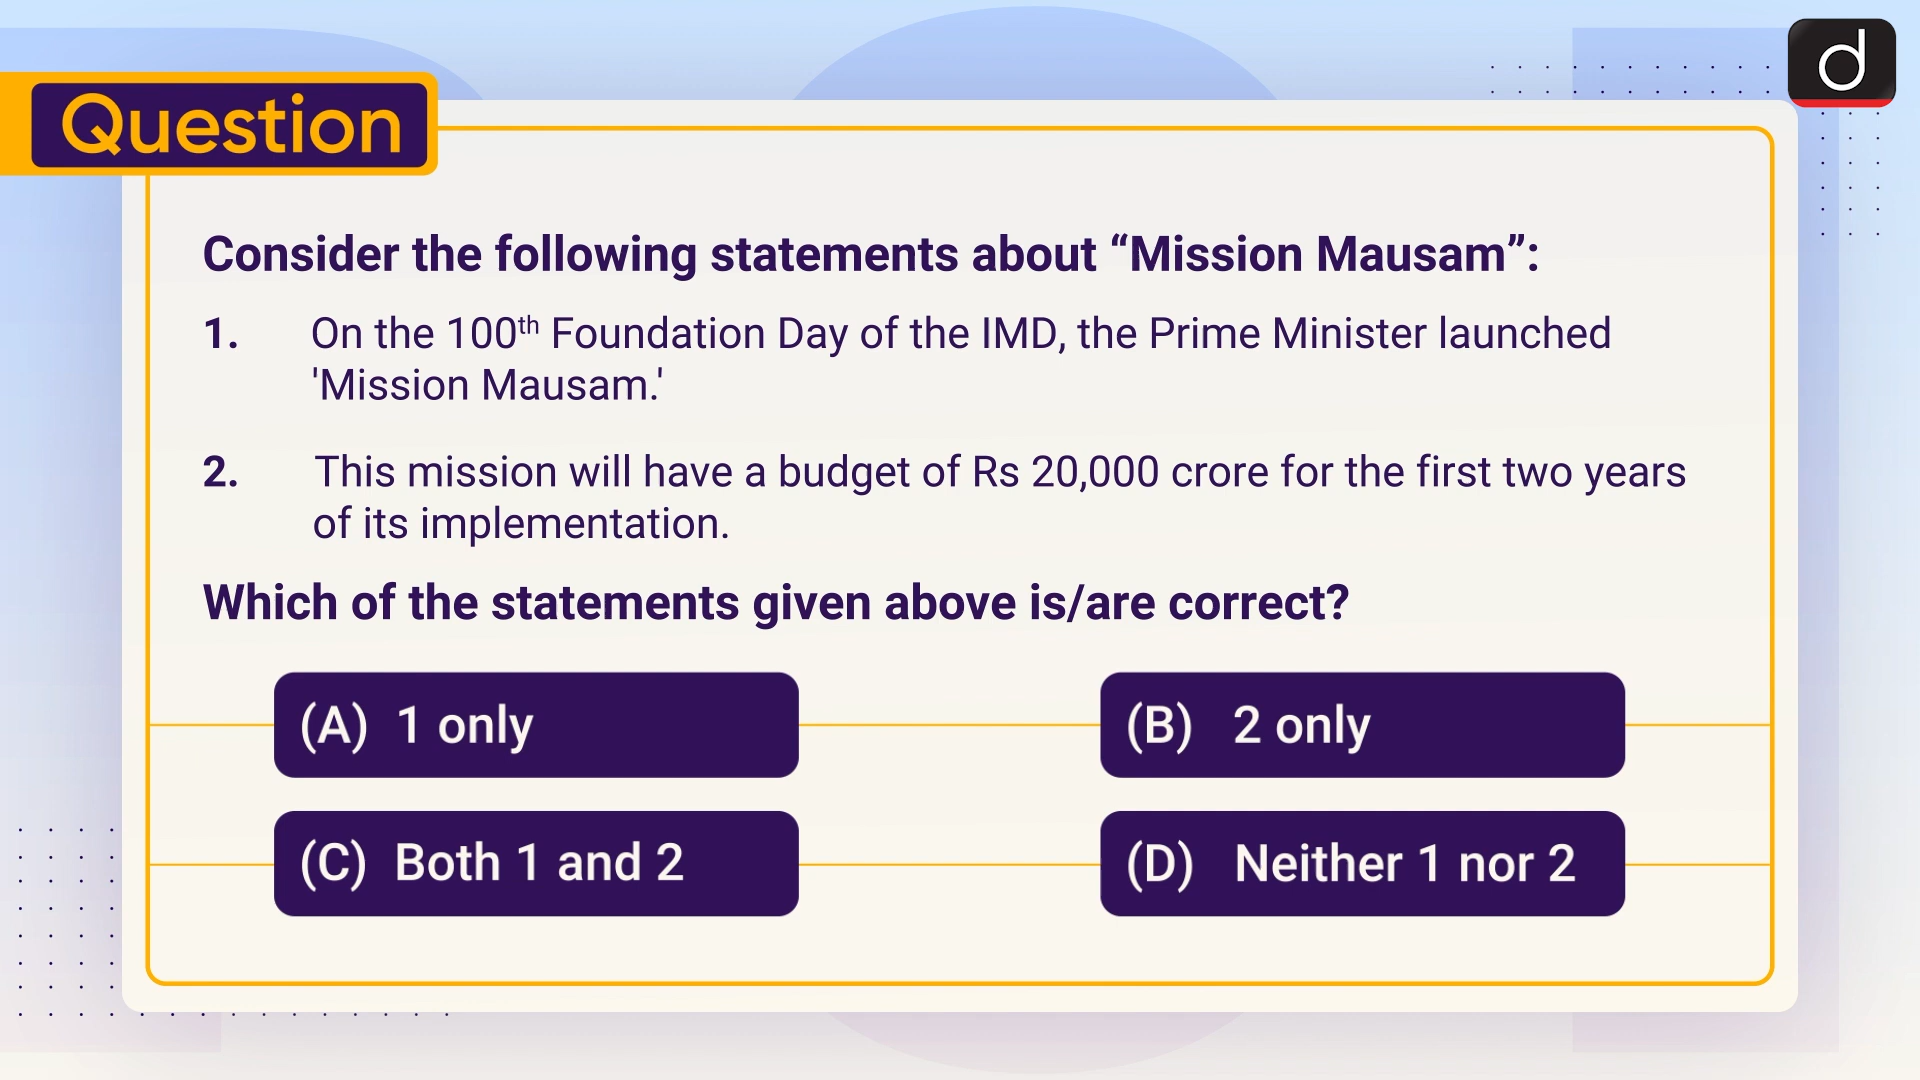 Question
Consider the following statements about “Mission Mausam”:
1. On the 100th Foundation Day of the IMD, the Prime Minister launched
'Mission Mausam.'
2. This mission will have a budget of Rs 20,000 crore for the first two years
of its implementation.
Which of the statements given above is/are correct?
(A) 1 only
(B) 2 only
(C) Both 1 and 2
(D) Neither 1 nor 2